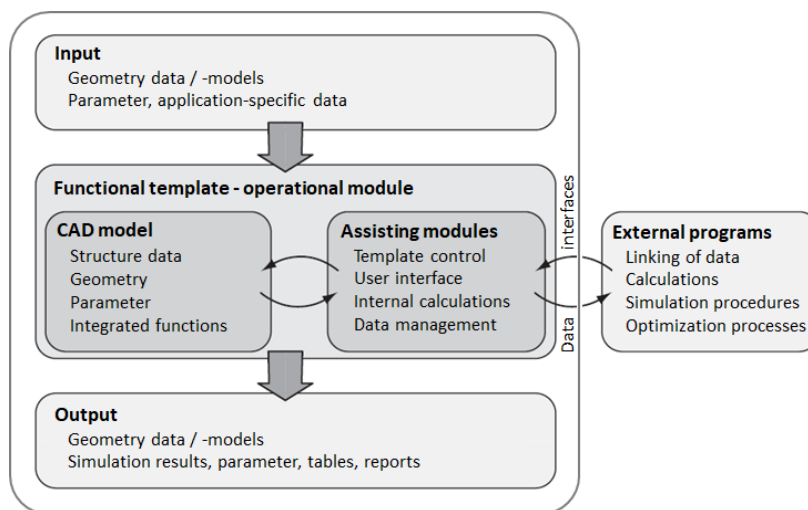 Input
Geometry data / -models
Parameter, application-specific data
Functional template - operational module
CAD model
Structure data
Geometry
Parameter
Integrated functions
Assisting modules
Template control
User interface
Internal calculations
Data management
Data interfaces
External programs
Linking of data
Calculations
Simulation procedures
Optimization processes
Output
Geometry data / -models
Simulation results, parameter, tables, reports